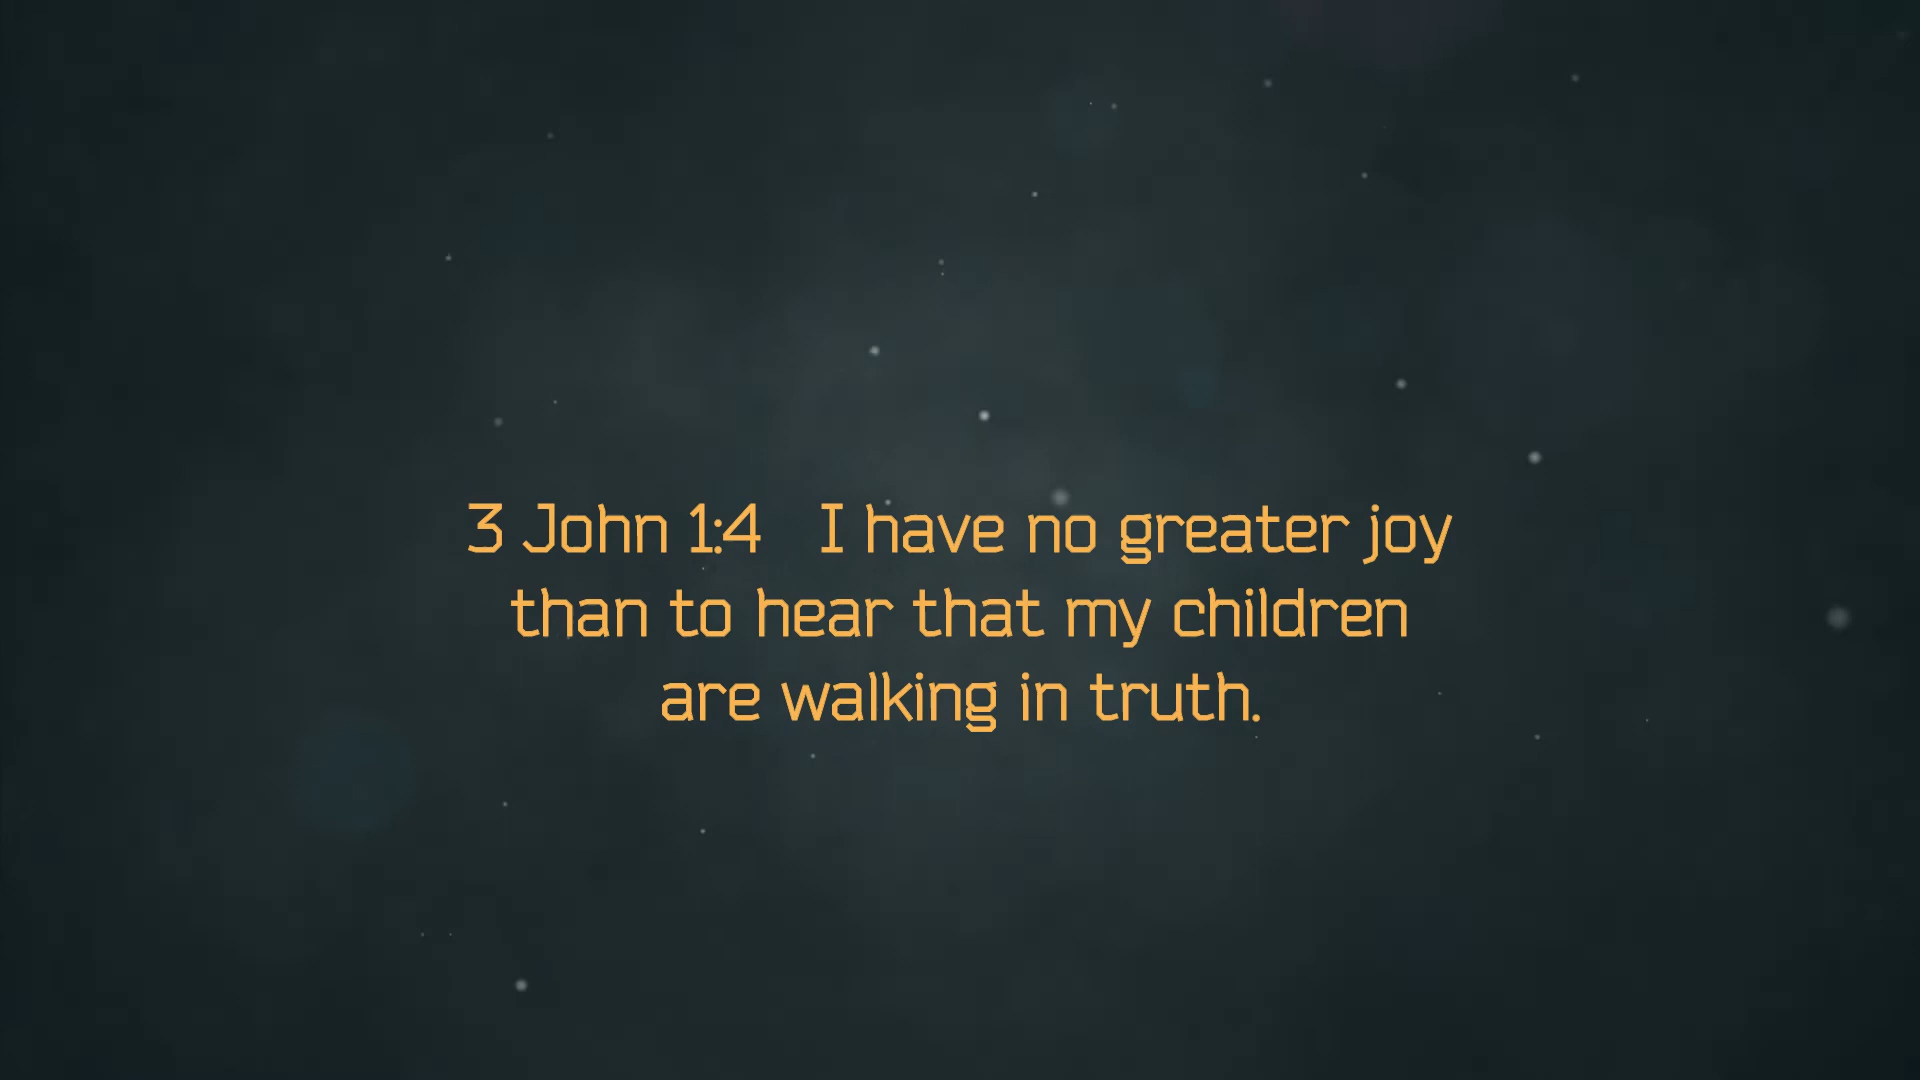 3 John 1:4 I have no greater joy
than to hear that my children
are walking in truth.